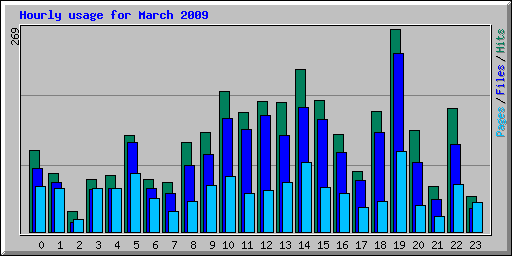 Hourly usage for March 2009
269
Pages / Files / Hits
0 1 2 3 4 5 6 7 8 9 10 11 12 13 14 15 16 17 18 19 20 21 22 23